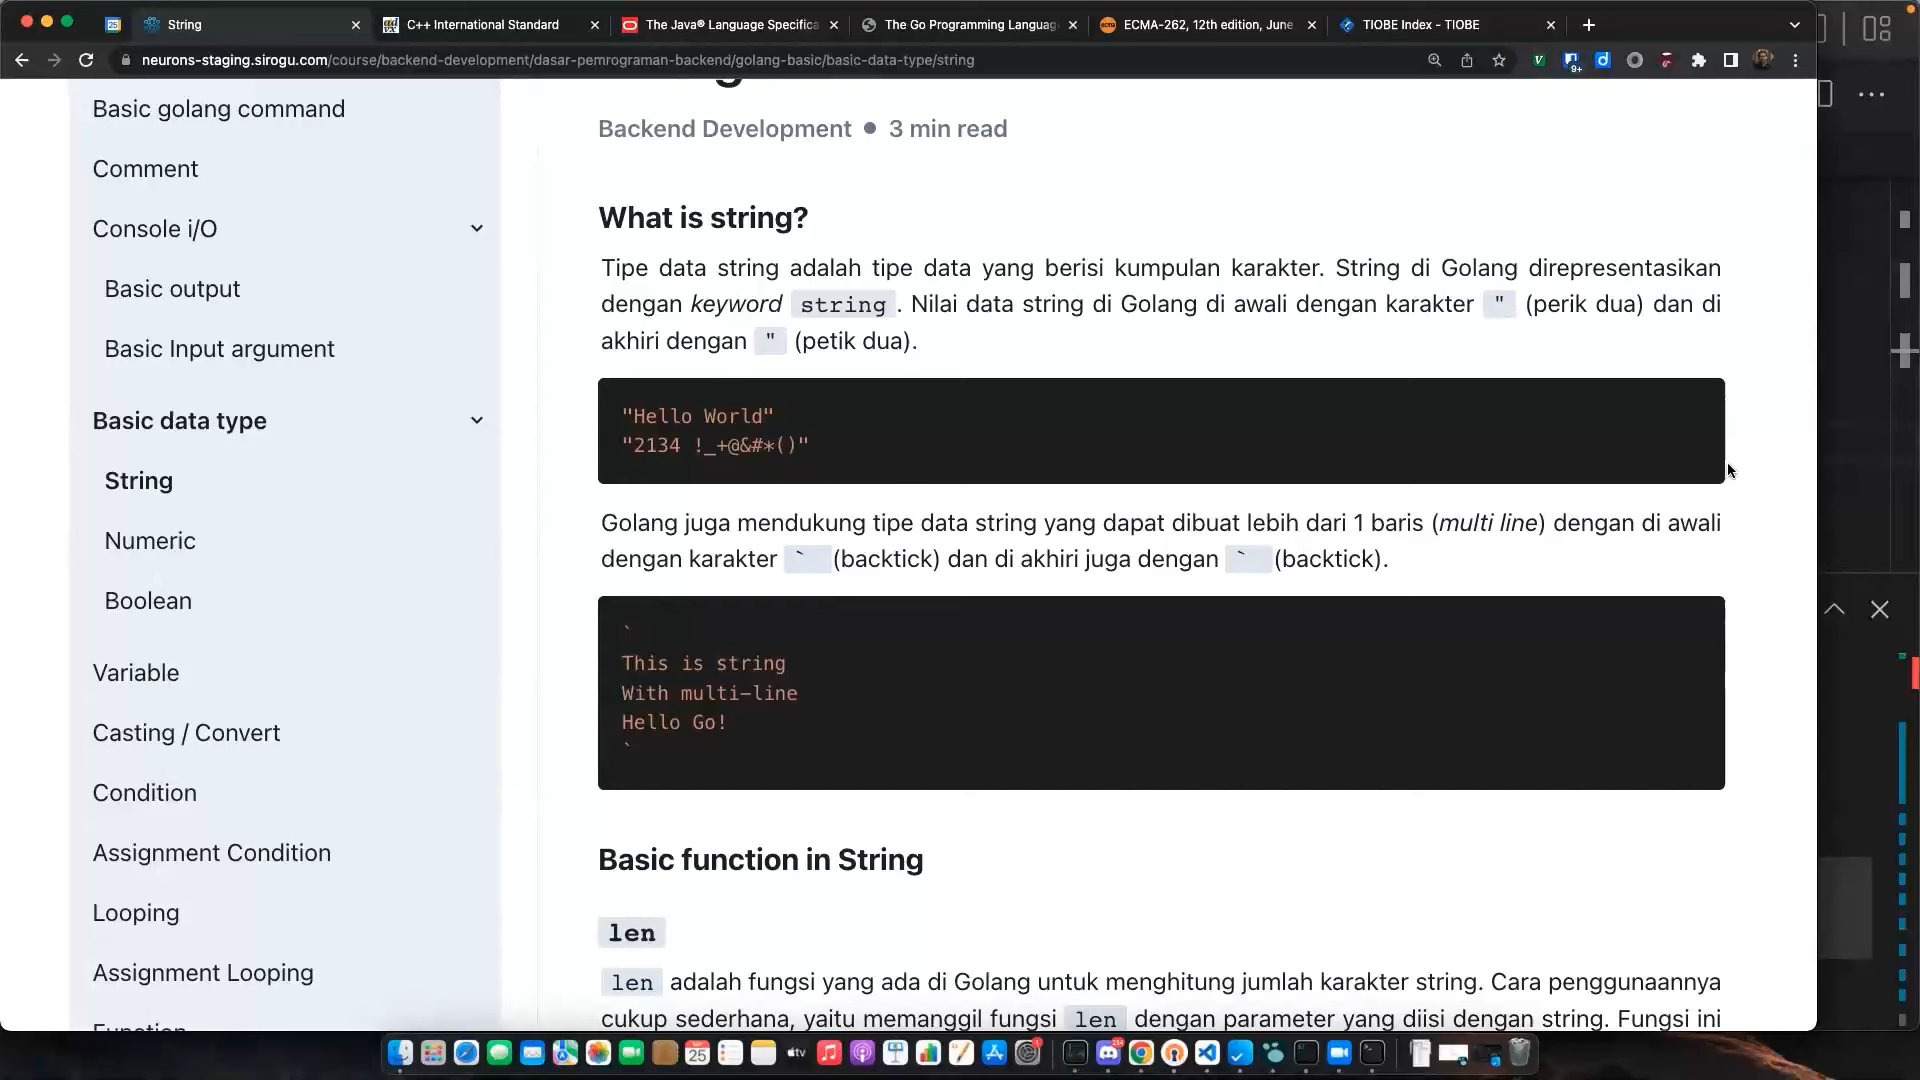 String
C++ International Standard
The Java® Language Specifica
The Go Programming Languag
ECMA-262, 12th edition, June
TIOBE Index - TIOBE
neurons-staging.sirogu.com/course/backend-development/dasar-pemrograman-backend/golang-basic/basic-data-type/string
Basic golang command
Comment
Console i/O
Basic output
Basic Input argument
Basic data type
String
Numeric
Boolean
Variable
Casting / Convert
Condition
Assignment Condition
Looping
Assignment Looping
Function
Backend Development ● 3 min read
What is string?
Tipe data string adalah tipe data yang berisi kumpulan karakter. String di Golang direpresentasikan
dengan keyword string . Nilai data string di Golang di awali dengan karakter " (perik dua) dan di
akhiri dengan " (petik dua).
"Hello World"
"2134 !_+@&#*()"
Golang juga mendukung tipe data string yang dapat dibuat lebih dari 1 baris (multi line) dengan di awali
dengan karakter ` (backtick) dan di akhiri juga dengan ` (backtick).
`
This is string
With multi-line
Hello Go!
`
Basic function in String
len
len adalah fungsi yang ada di Golang untuk menghitung jumlah karakter string. Cara penggunaannya
cukup sederhana, yaitu memanggil fungsi len dengan parameter yang diisi dengan string. Fungsi ini
25
tv